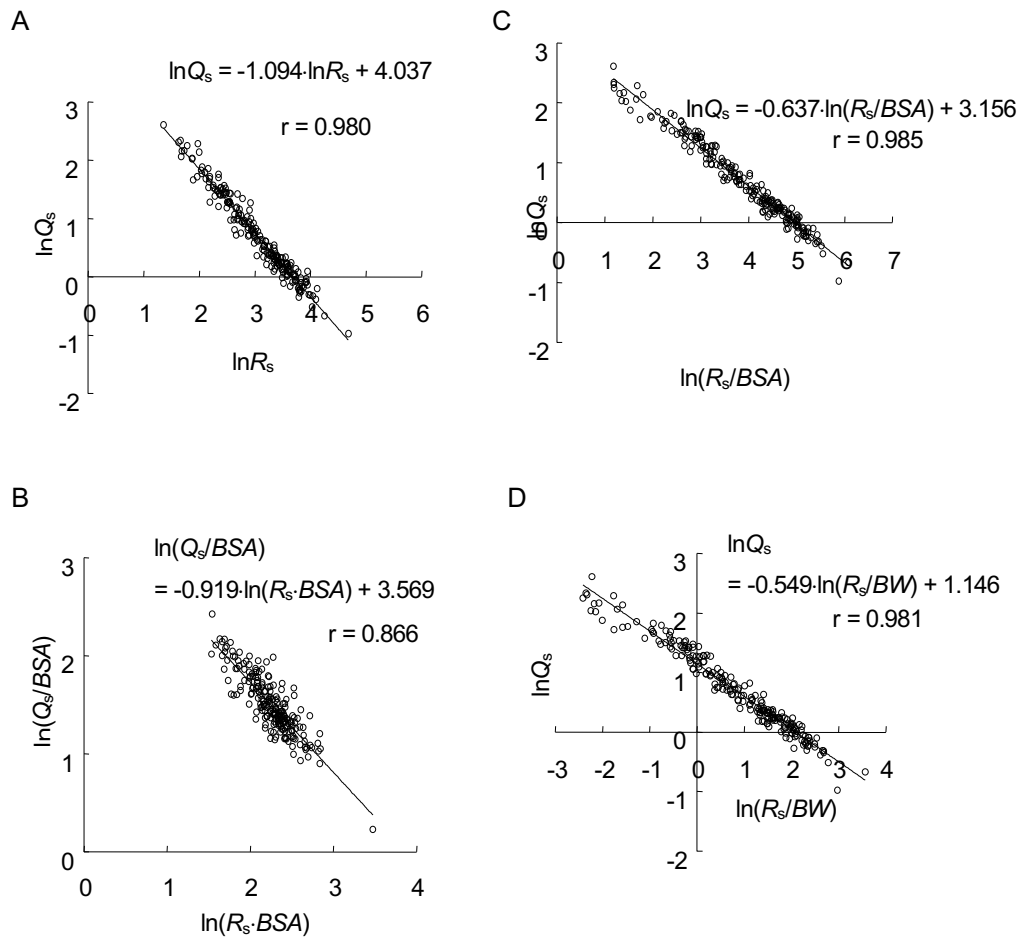 A
lnQs = -1.094·lnRs + 4.037
r = 0.980
3
2
1
0
-1
-2
0 1 2 3 4 5 6
lnQs
lnRs
C
lnQs = -0.637·ln(Rs/BSA) + 3.156
r = 0.985
3
2
1
0
-1
-2
0 1 2 3 4 5 6 7
lnQs
ln(Rs/BSA)
B
ln(Qs/BSA)
= -0.919·ln(Rs·BSA) + 3.569
r = 0.866
3
2
1
0
0 1 2 3 4
ln(Qs/BSA)
ln(Rs·BSA)
D
lnQs
= -0.549·ln(Rs/BW) + 1.146
r = 0.981
3
2
1
0
-1
-2
-3 -2 -1 0 1 2 3 4
lnQs
ln(Rs/BW)